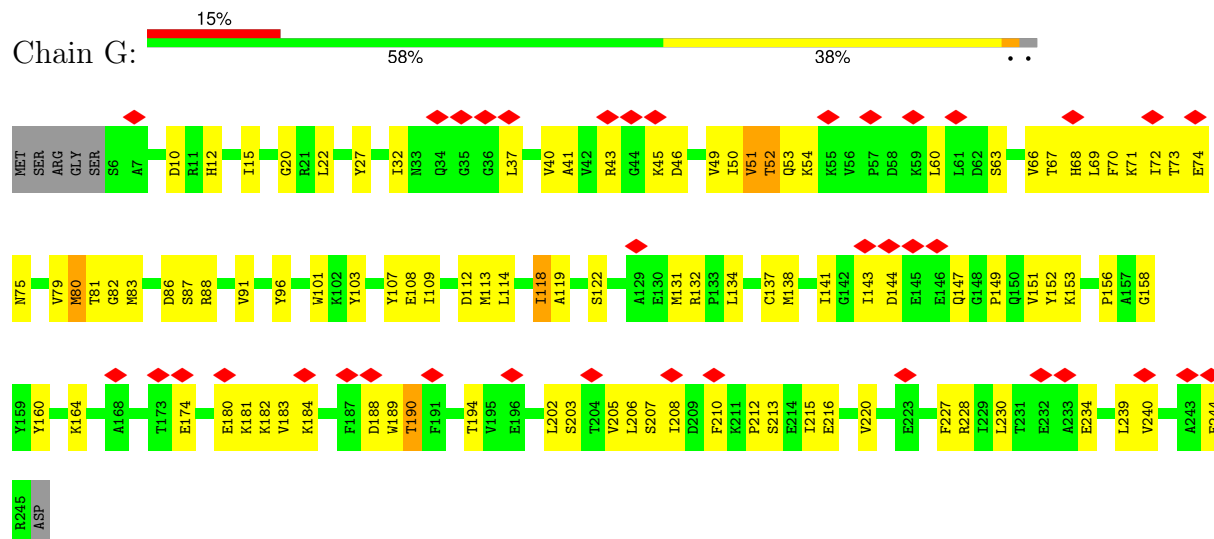 15%
Chain G:
58% 38% . .
MET SER ARG GLY SER S6 A7 D10 R11 H12 I15 G20 R21 L22 Y27 I32 N33 Q34 G35 G36 L37 V40 A41 V42 R43 G44 K45 D46 V49 I50 V51 T52 Q53 K54 K55 V56 P57 D58 K59 L60 L61 D62 S63 V66 T67 H68 L69 F70 K71 I72 T73 E74
N75 V79 M80 T81 G82 M83 D86 S87 R88 V91 Y96 W101 K102 Y103 Y107 E108 I109 D112 M113 L114 I118 A119 S122 A129 E130 M131 R132 P133 L134 C137 M138 I141 G142 I143 D144 E145 E146 Q147 G148 P149 Q150 V151 Y152 K153 P156 A157 G158
Y159 Y160 K164 A168 T173 E174 E180 K181 K182 V183 K184 F187 D188 W189 T190 F191 T194 V195 E196 L202 S203 T204 V205 L206 S207 I208 D209 F210 K211 P212 S213 E214 I215 E216 V220 E223 F227 R228 I229 L230 T231 E232 A233 E234 L239 V240 A243
R245 ASP